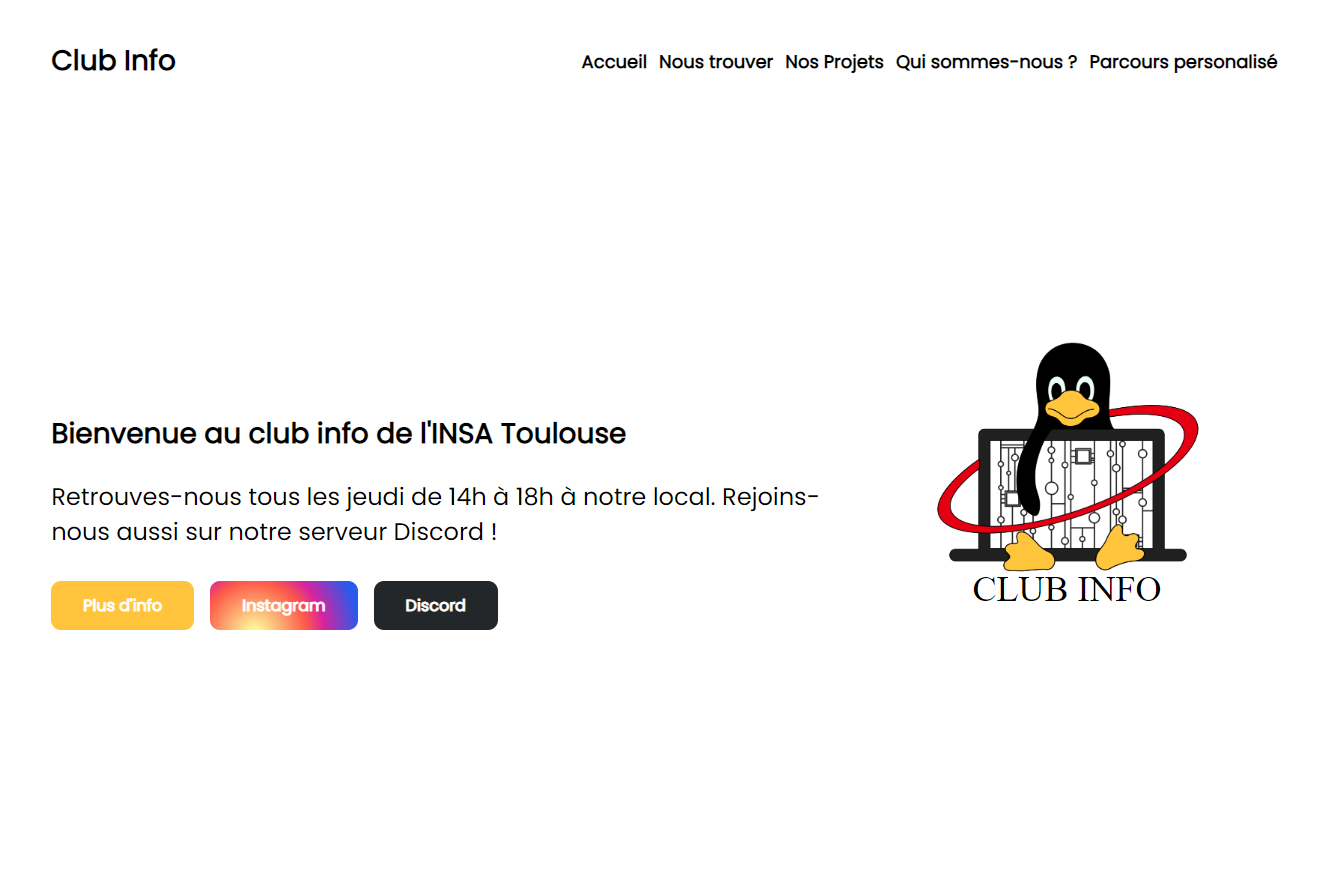 Club Info
Accueil Nous trouver Nos Projets Qui sommes-nous ? Parcours personalisé
Bienvenue au club info de l'INSA Toulouse
Retrouves-nous tous les jeudi de 14h à 18h à notre local. Rejoins-
nous aussi sur notre serveur Discord !
Plus d'info Instagram Discord
CLUB INFO